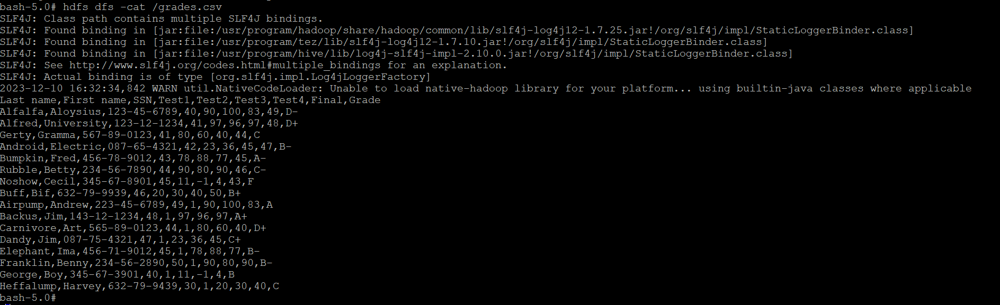 bash-5.0# hdfs dfs -cat /grades.csv
SLF4J: Class path contains multiple SLF4J bindings.
SLF4J: Found binding in [jar:file:/usr/program/hadoop/share/hadoop/common/lib/slf4j-log4j12-1.7.25.jar!/org/slf4j/impl/StaticLoggerBinder.class]
SLF4J: Found binding in [jar:file:/usr/program/tez/lib/slf4j-log4j12-1.7.10.jar!/org/slf4j/impl/StaticLoggerBinder.class]
SLF4J: Found binding in [jar:file:/usr/program/hive/lib/log4j-slf4j-impl-2.10.0.jar!/org/slf4j/impl/StaticLoggerBinder.class]
SLF4J: See http://www.slf4j.org/codes.html#multiple_bindings for an explanation.
SLF4J: Actual binding is of type [org.slf4j.impl.Log4jLoggerFactory]
2023-12-10 16:32:34,842 WARN util.NativeCodeLoader: Unable to load native-hadoop library for your platform... using builtin-java classes where applicable
Last name,First name,SSN,Test1,Test2,Test3,Test4,Final,Grade
Alfalfa,Aloysius,123-45-6789,40,90,100,83,49,D-
Alfred,University,123-12-1234,41,97,96,97,48,D+
Gerty,Gramma,567-89-0123,41,80,60,40,44,C
Android,Electric,087-65-4321,42,23,36,45,47,B-
Bumpkin,Fred,456-78-9012,43,78,88,77,45,A-
Rubble,Betty,234-56-7890,44,90,80,90,46,C-
Noshow,Cecil,345-67-8901,45,11,-1,4,43,F
Buff,Bif,632-79-9939,46,20,30,40,50,B+
Airpump,Andrew,223-45-6789,49,1,90,100,83,A
Backus,Jim,143-12-1234,48,1,97,96,97,A+
Carnivore,Art,565-89-0123,44,1,80,60,40,D+
Dandy,Jim,087-75-4321,47,1,23,36,45,C+
Elephant,Ima,456-71-9012,45,1,78,88,77,B-
Franklin,Benny,234-56-2890,50,1,90,80,90,B-
George,Boy,345-67-3901,40,1,11,-1,4,B
Heffalump,Harvey,632-79-9439,30,1,20,30,40,C
bash-5.0#